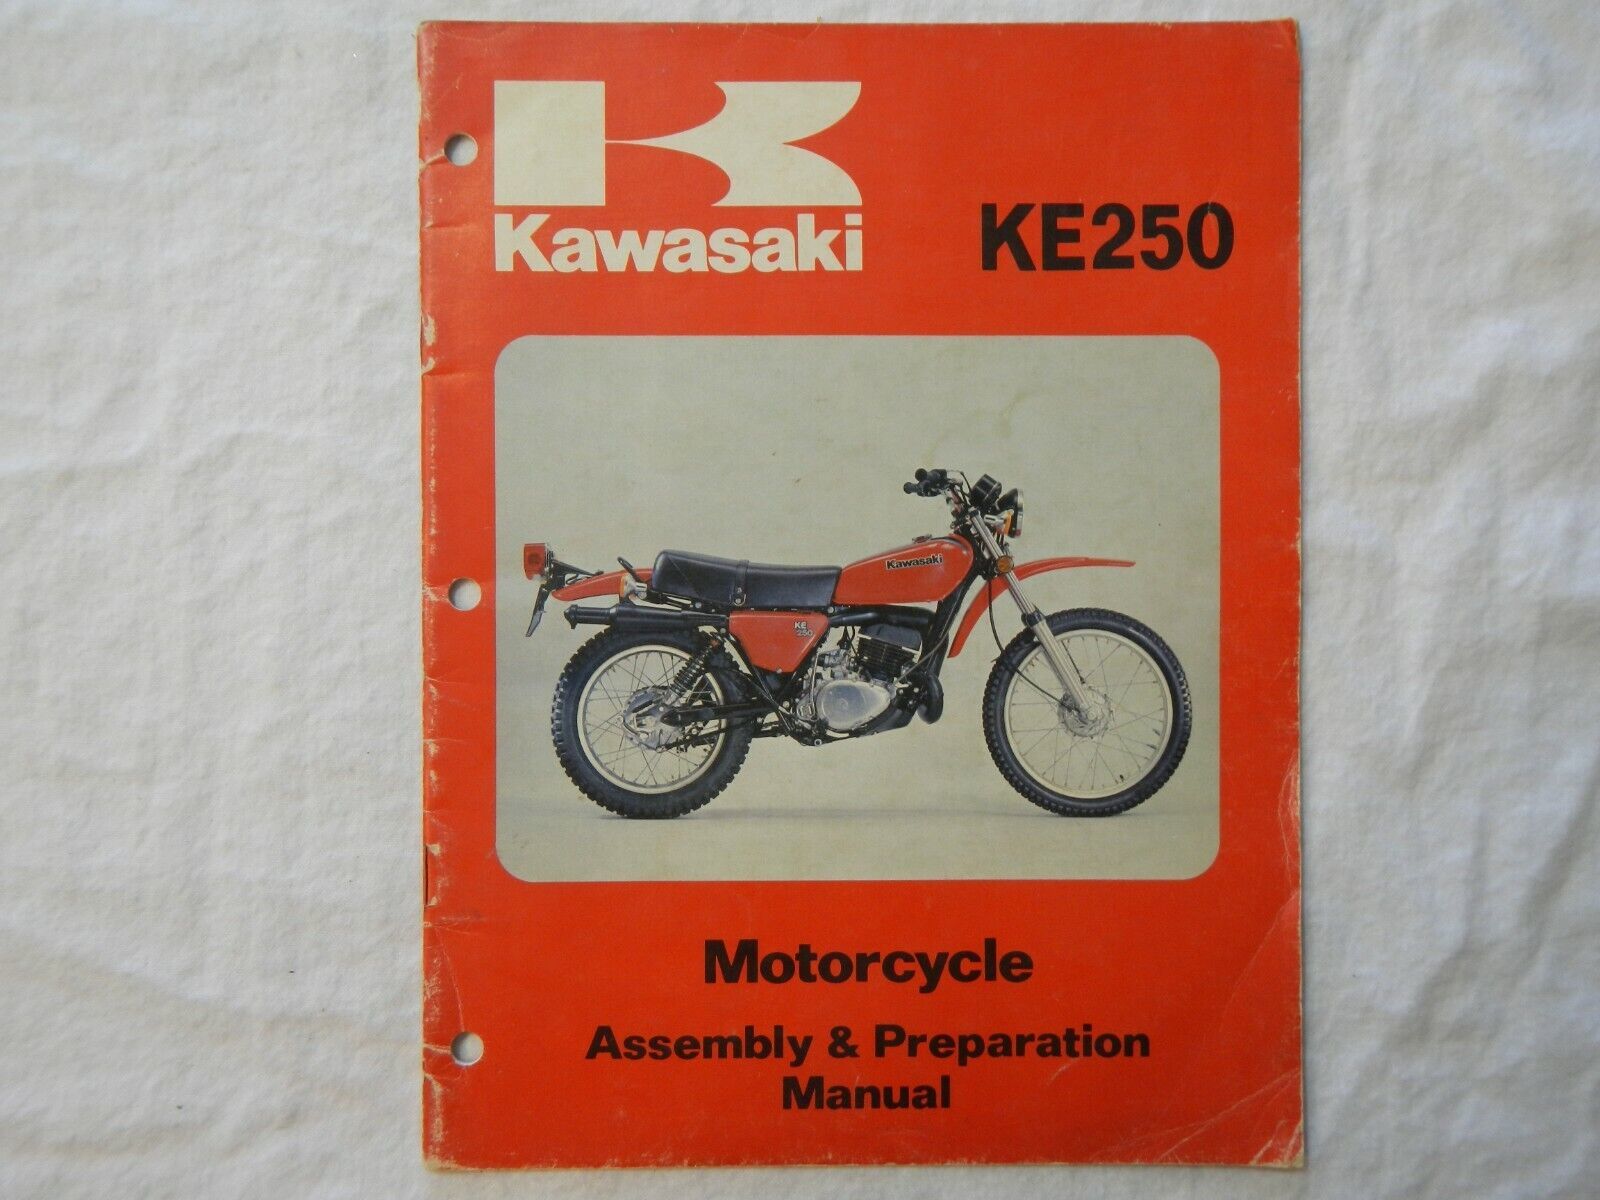 Kawasaki
KE250
Kawasaki
KE
250
Motorcycle
Assembly & Preparation
Manual